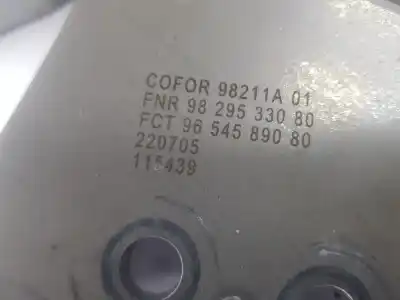 COFOR 98211A 01
FNR 98 295 330 80
FCT 96 545 890 80
220705
115439